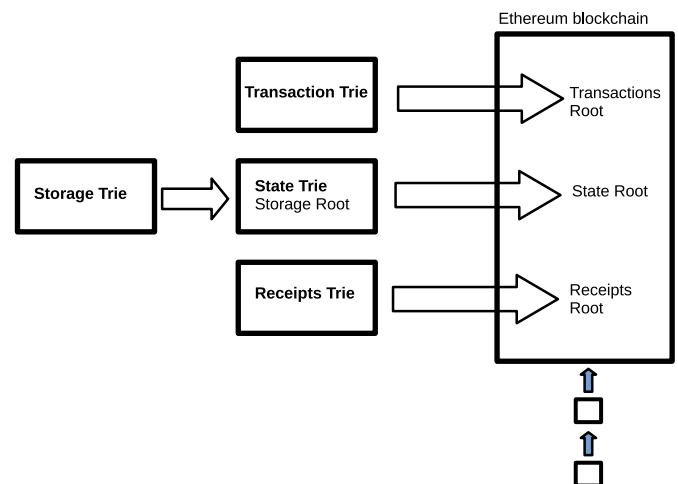 Ethereum blockchain
Transaction Trie
Transactions
Root
Storage Trie
State Trie
Storage Root
State Root
Receipts Trie
Receipts
Root